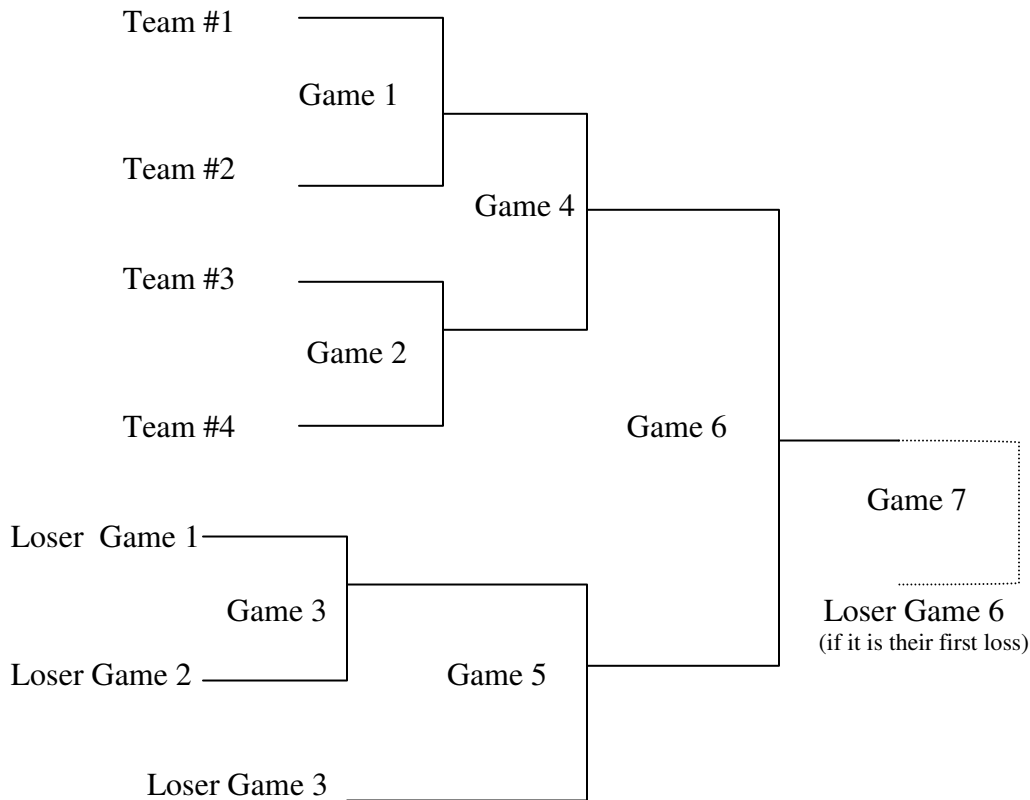 Team #1
Game 1
Team #2
Game 4
Team #3
Game 2
Team #4
Game 6
Game 7
Loser  Game 1
Game 3
Loser Game 6
(if it is their first loss)
Loser Game 2
Game 5
Loser Game 3